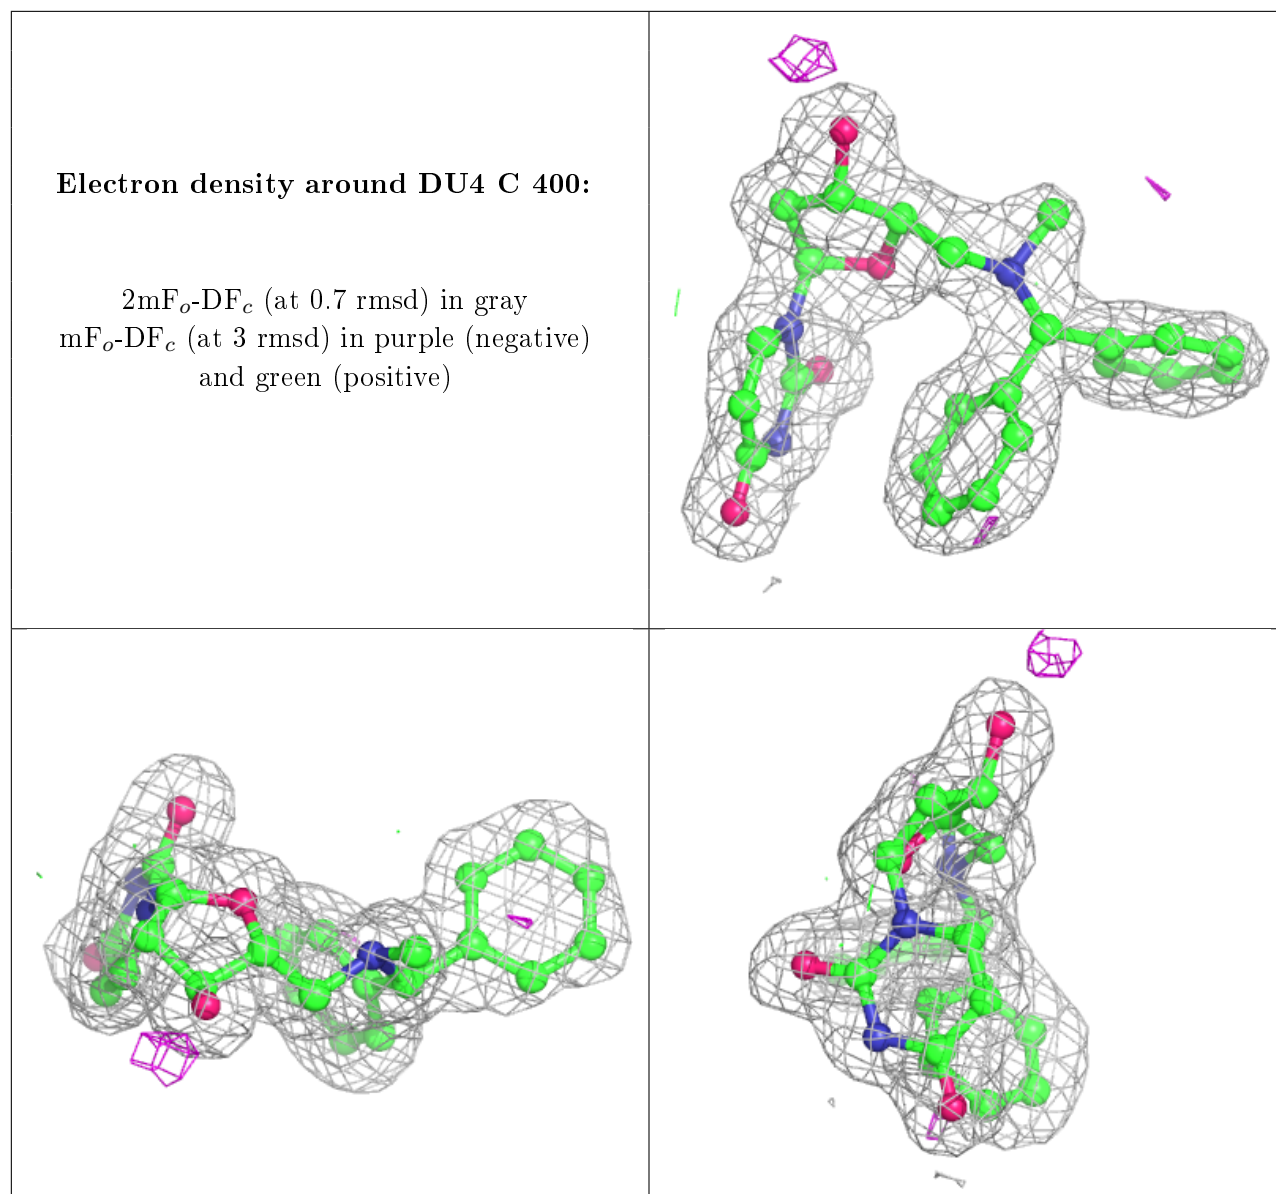 Electron density around DU4 C 400:
2mFo-DFc (at 0.7 rmsd) in gray
mFo-DFc (at 3 rmsd) in purple (negative)
and green (positive)